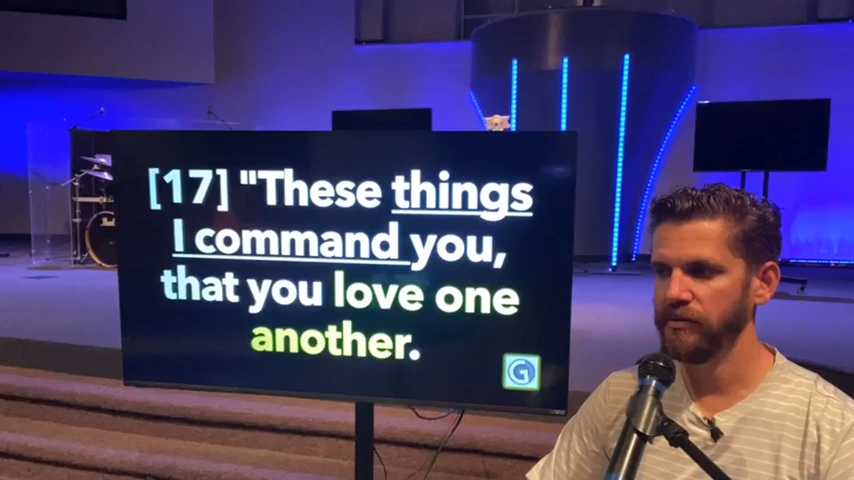 [17] "These things
I command you,
that you love one
another.
G